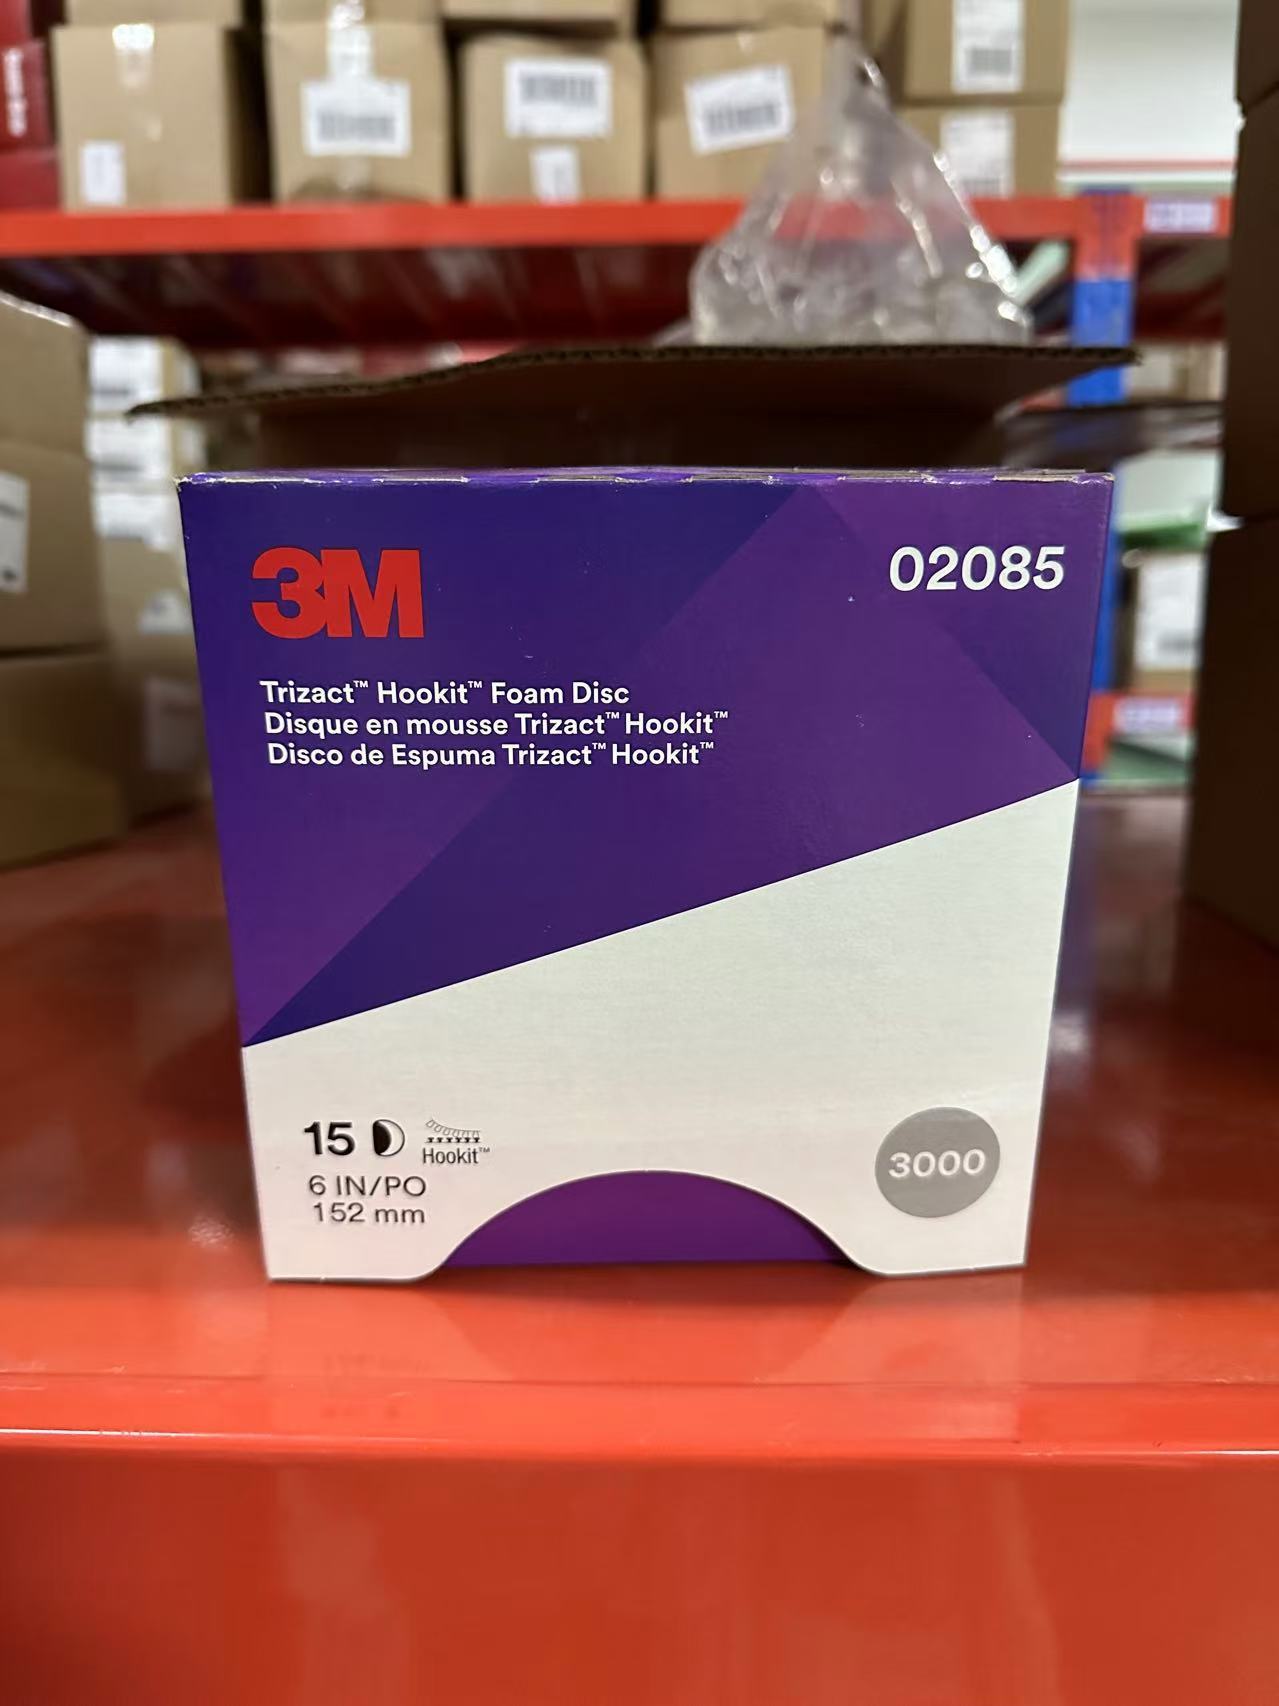 3M
02085
Trizact™ Hookit™ Foam Disc
Disque en mousse Trizact™ Hookit™
Disco de Espuma Trizact™ Hookit™
15
Hookit™
6 IN/PO
152 mm
3000